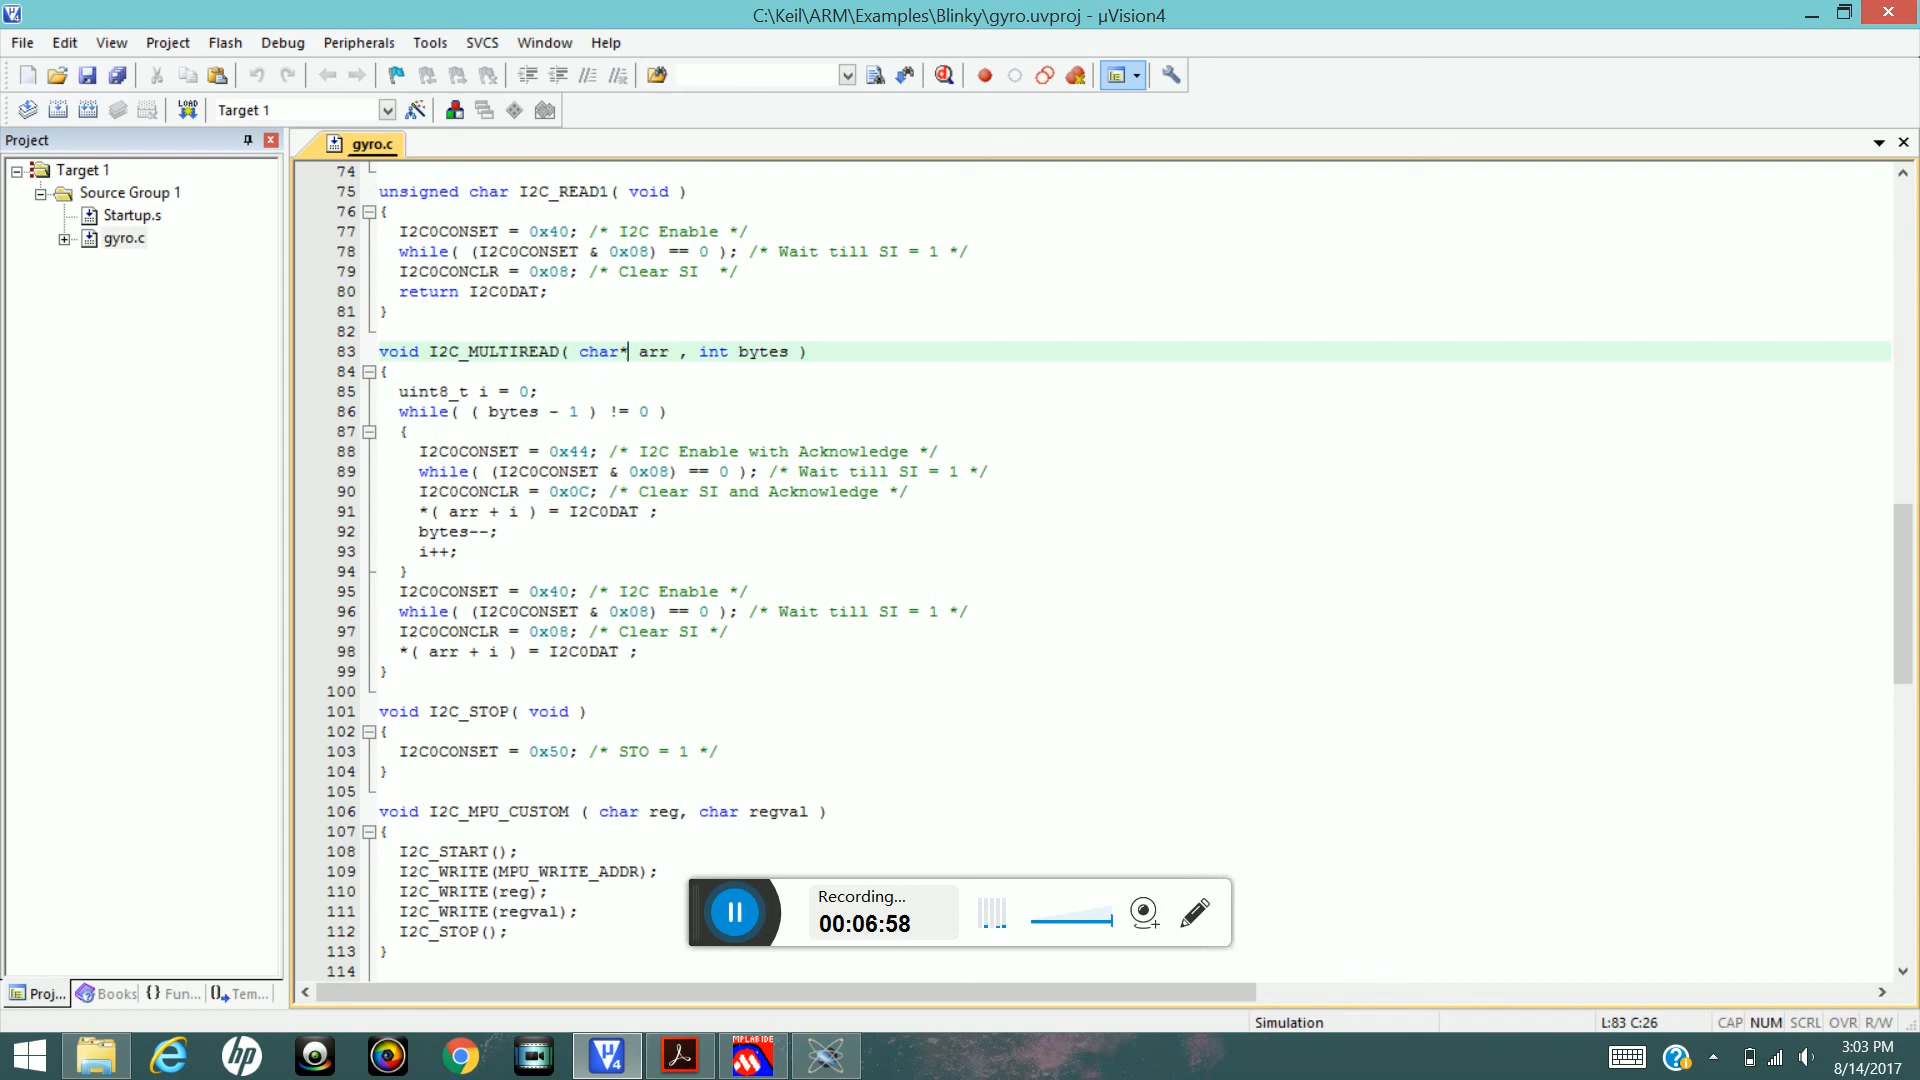 C:\Keil\ARM\Examples\Blinky\gyro.uvproj - µVision4
File Edit View Project Flash Debug Peripherals Tools SVCS Window Help
LOAD Target 1
Project
gyro.c
Target 1
Source Group 1
Startup.s
gyro.c
74
75 unsigned char I2C_READ1( void )
76 {
77 I2C0CONSET = 0x40; /* I2C Enable */
78 while( (I2C0CONSET & 0x08) == 0 ); /* Wait till SI = 1 */
79 I2C0CONCLR = 0x08; /* Clear SI  */
80 return I2C0DAT;
81 }
82
83 void I2C_MULTIREAD( char* arr , int bytes )
84 {
85 uint8_t i = 0;
86 while( ( bytes - 1 ) != 0 )
87 {
88 I2C0CONSET = 0x44; /* I2C Enable with Acknowledge */
89 while( (I2C0CONSET & 0x08) == 0 ); /* Wait till SI = 1 */
90 I2C0CONCLR = 0x0C; /* Clear SI and Acknowledge */
91 *( arr + i ) = I2C0DAT ;
92 bytes--;
93 i++;
94 }
95 I2C0CONSET = 0x40; /* I2C Enable */
96 while( (I2C0CONSET & 0x08) == 0 ); /* Wait till SI = 1 */
97 I2C0CONCLR = 0x08; /* Clear SI */
98 *( arr + i ) = I2C0DAT ;
99 }
100
101 void I2C_STOP( void )
102 {
103 I2C0CONSET = 0x50; /* STO = 1 */
104 }
105
106 void I2C_MPU_CUSTOM ( char reg, char regval )
107 {
108 I2C_START();
109 I2C_WRITE(MPU_WRITE_ADDR);
110 I2C_WRITE(reg);
111 I2C_WRITE(regval);
112 I2C_STOP();
113 }
114
Recording...
00:06:58
Proj... Books {} Fun... Tem...
Simulation L:83 C:26 CAP NUM SCRL OVR R/W
hp
MPLAB IDE
3:03 PM
8/14/2017